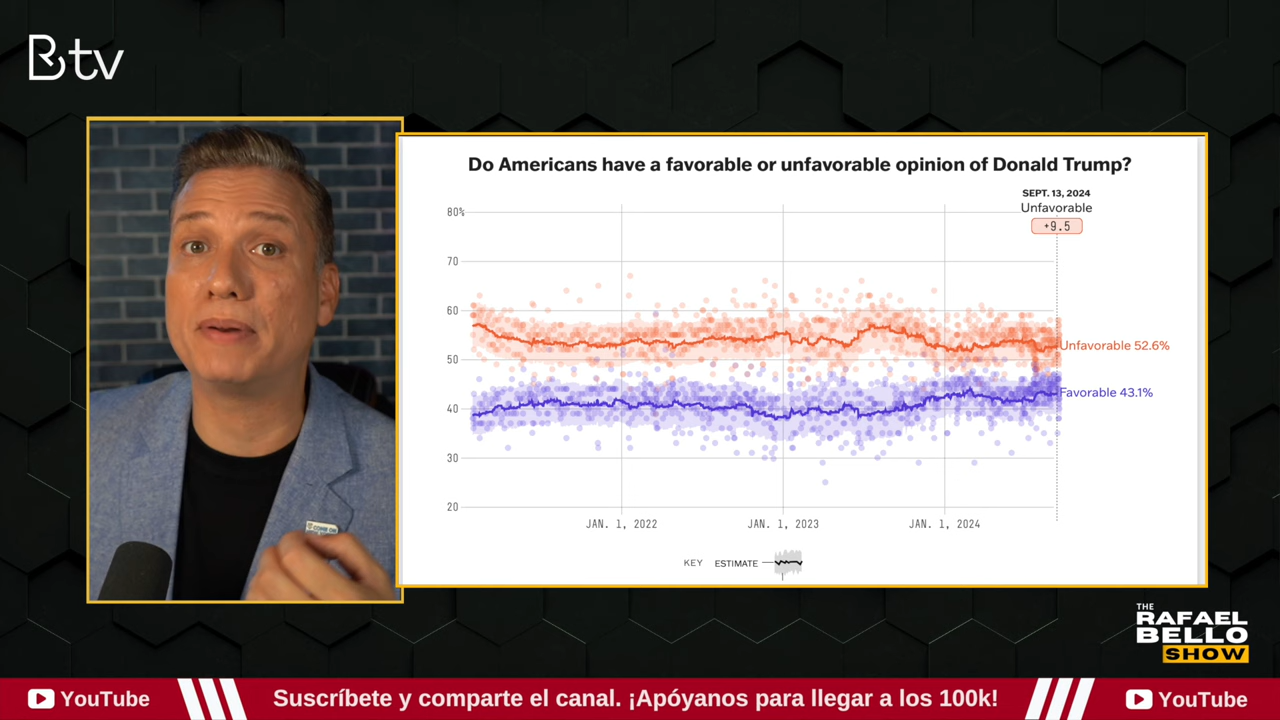 Btv
Do Americans have a favorable or unfavorable opinion of Donald Trump?
SEPT. 13, 2024
Unfavorable
+9.5
80%
70
60
50
40
30
20
Unfavorable 52.6%
Favorable 43.1%
JAN. 1, 2022
JAN. 1, 2023
JAN. 1, 2024
KEY ESTIMATE
THE
RAFAEL
BELLO
SHOW
YouTube
Suscríbete y comparte el canal. ¡Apóyanos para llegar a los 100k!
YouTube